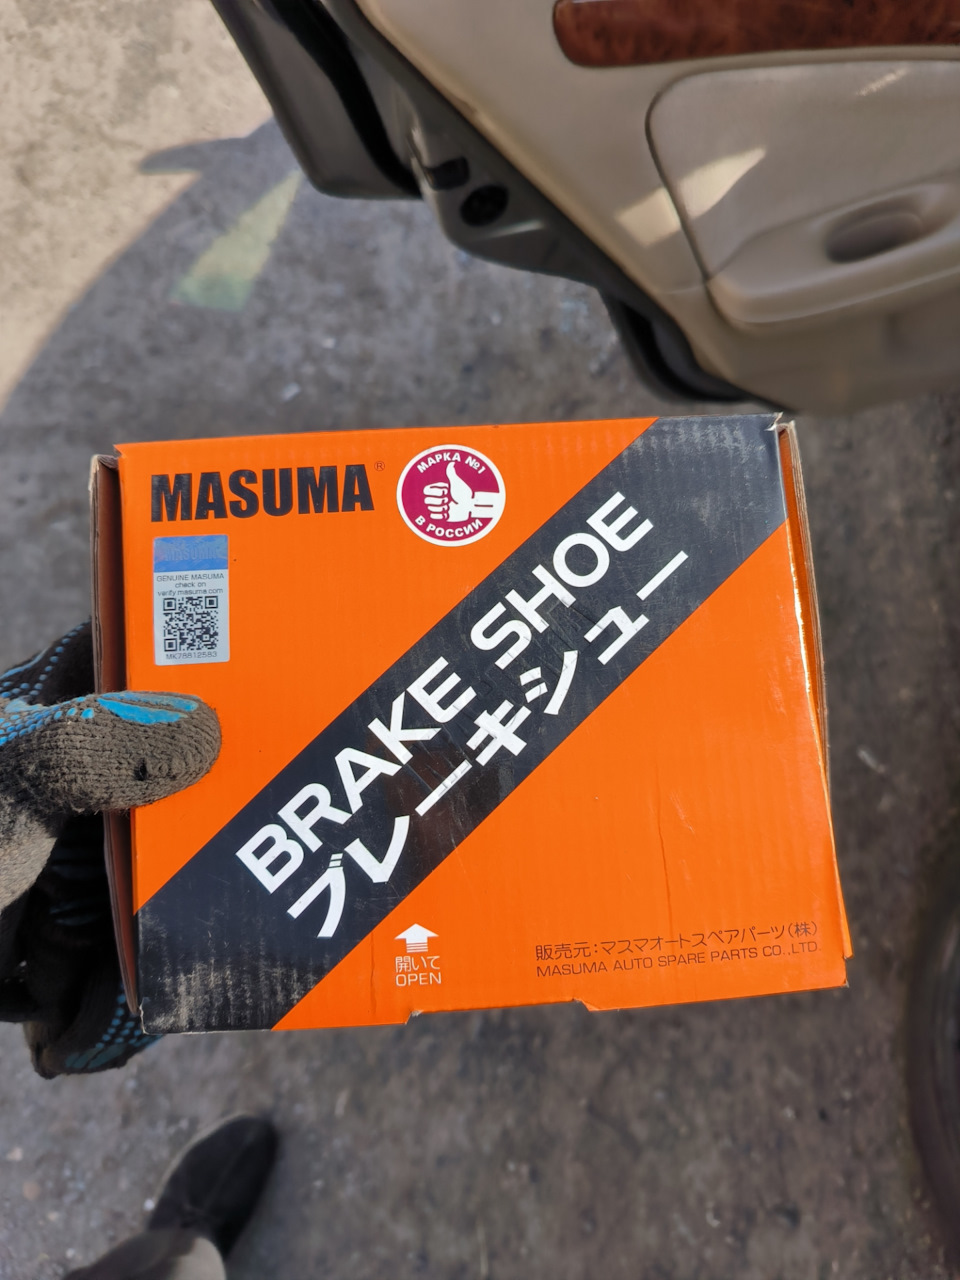 MASUMA®
МАРКА №1
В РОССИИ
MASUMA
GENUINE MASUMA
check on
verify.masuma.com
MK78812583
BRAKE SHOE
ブレーキシュー
開いて
OPEN
販売元:マスマオートスペアパーツ(株)
MASUMA AUTO SPARE PARTS CO.,LTD.